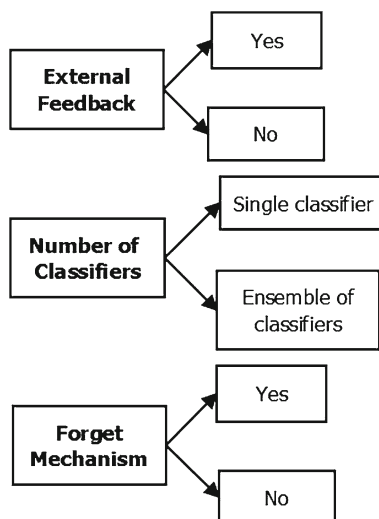 External
Feedback
Yes
No
Number of
Classifiers
Single classifier
Ensemble of
classifiers
Forget
Mechanism
Yes
No